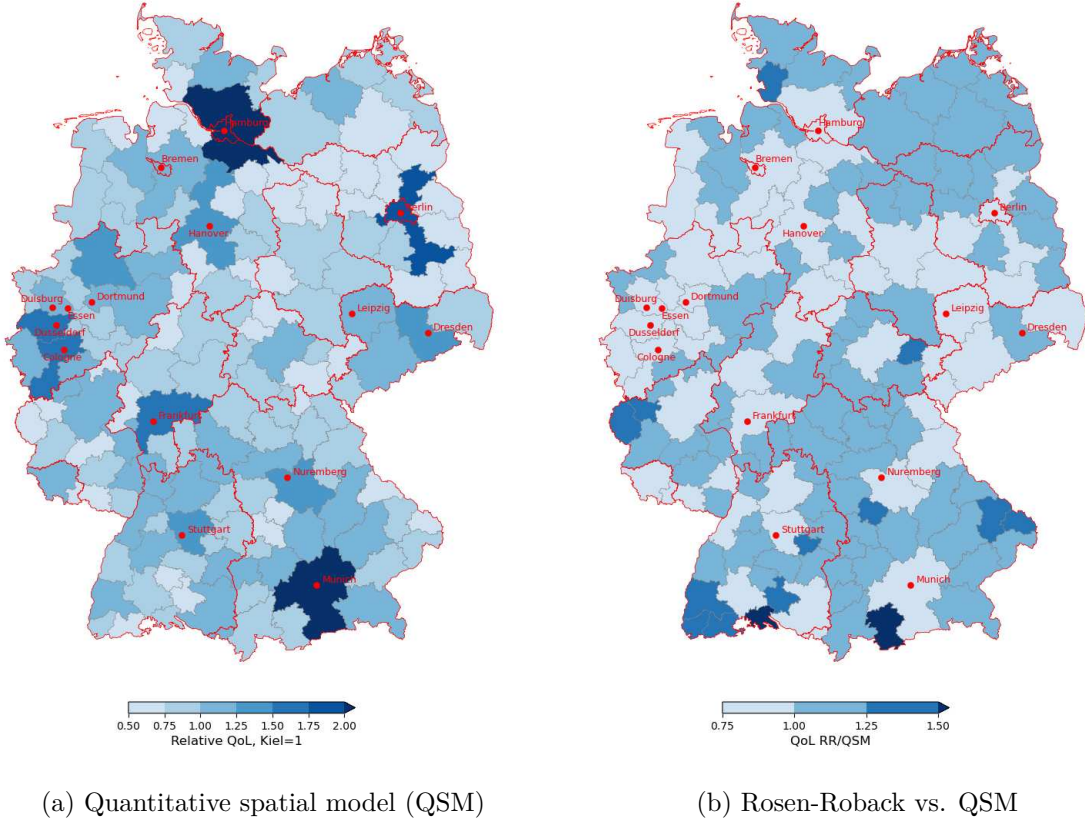 Hamburg
Bremen
Berlin
Hanover
Duisburg
Dortmund
Essen
Dusseldorf
Cologne
Leipzig
Dresden
Frankfurt
Nuremberg
Stuttgart
Munich
0.50 0.75 1.00 1.25 1.50 1.75 2.00
Relative QoL, Kiel=1
(a) Quantitative spatial model (QSM)
Hamburg
Bremen
Berlin
Hanover
Duisburg
Dortmund
Essen
Dusseldorf
Cologne
Leipzig
Dresden
Frankfurt
Nuremberg
Stuttgart
Munich
0.75 1.00 1.25 1.50
QoL RR/QSM
(b) Rosen-Roback vs. QSM